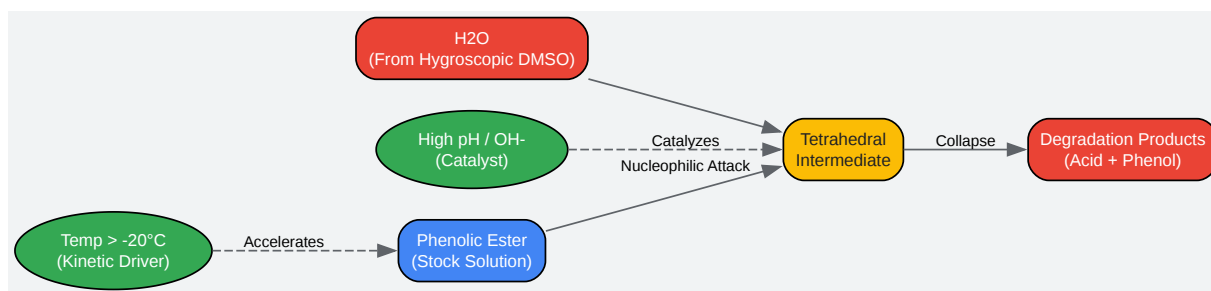 H2O
(From Hygroscopic DMSO)
High pH / OH-
(Catalyst)
Catalyzes
Nucleophilic Attack
Tetrahedral
Intermediate
Collapse
Degradation Products
(Acid + Phenol)
Temp > -20°C
(Kinetic Driver)
Accelerates
Phenolic Ester
(Stock Solution)